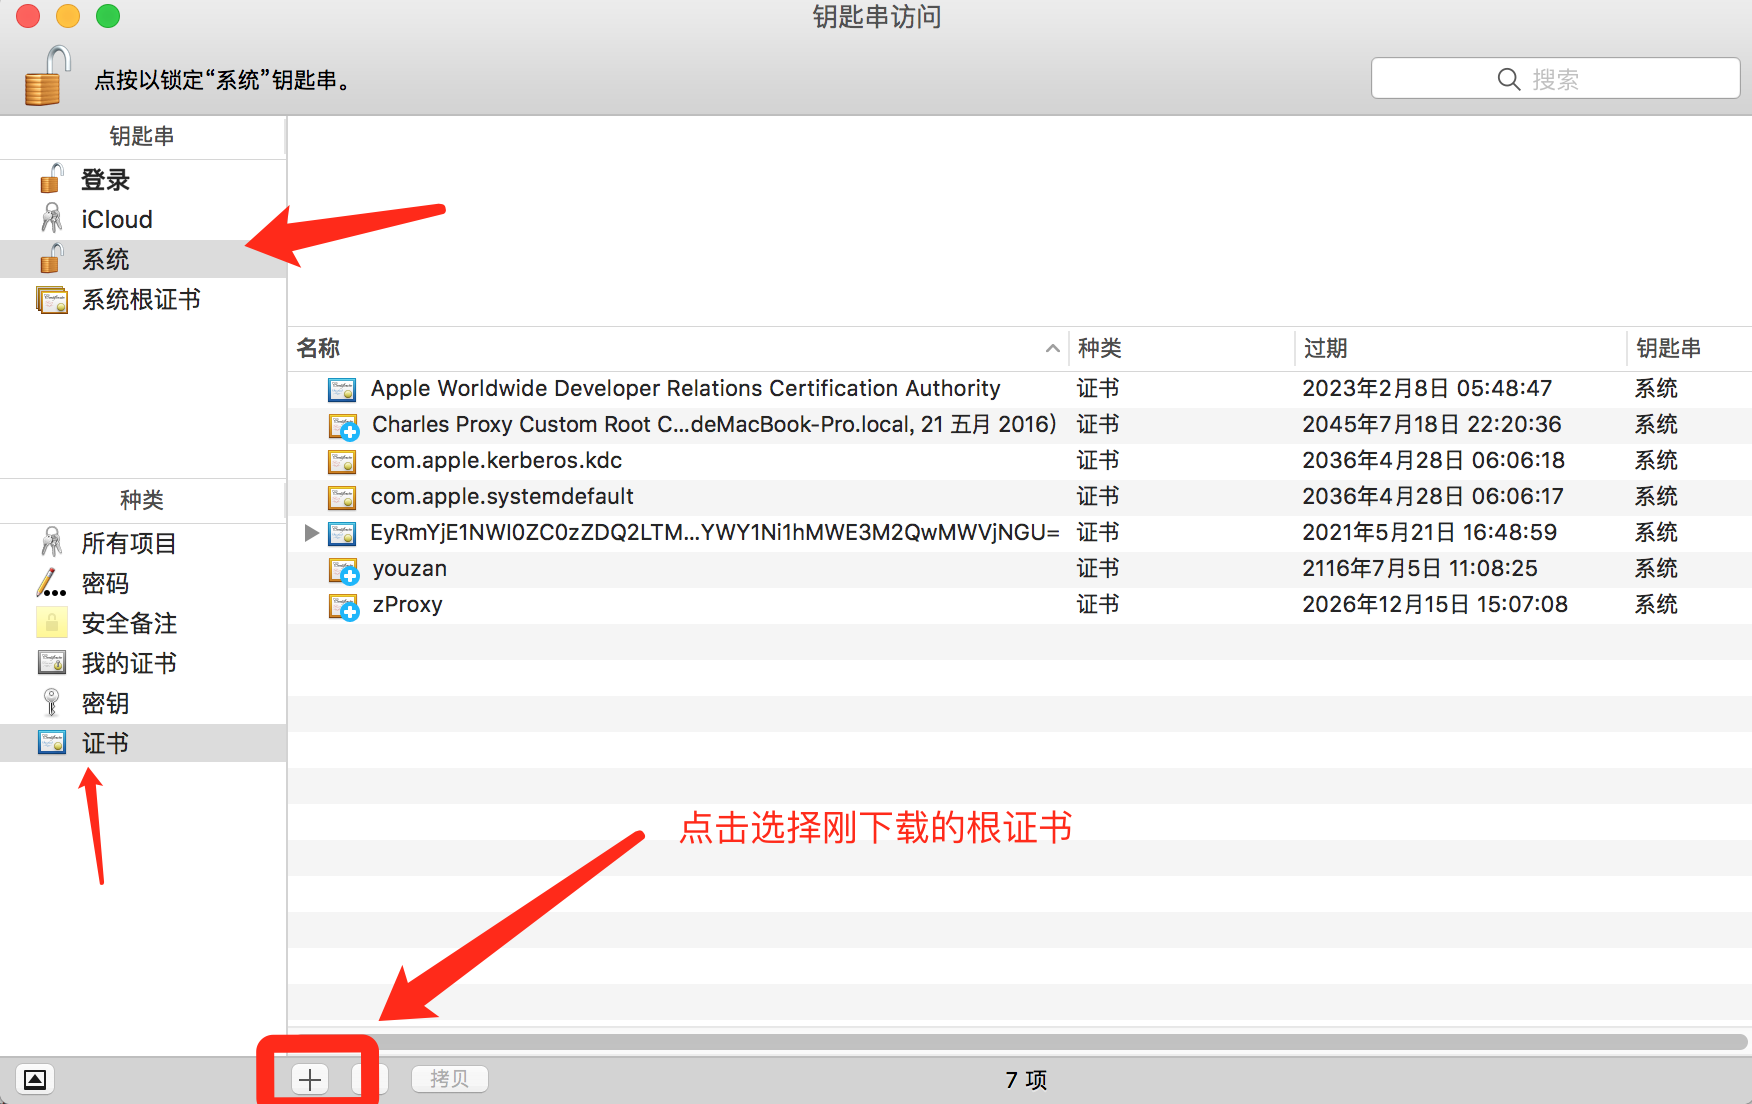 钥匙串访问
点按以锁定“系统”钥匙串。
搜索
钥匙串
登录
iCloud
系统
系统根证书
种类
所有项目
密码
安全备注
我的证书
密钥
证书
名称 种类 过期 钥匙串
Apple Worldwide Developer Relations Certification Authority 证书 2023年2月8日 05:48:47 系统
Charles Proxy Custom Root C...deMacBook-Pro.local, 21 五月 2016) 证书 2045年7月18日 22:20:36 系统
com.apple.kerberos.kdc 证书 2036年4月28日 06:06:18 系统
com.apple.systemdefault 证书 2036年4月28日 06:06:17 系统
EyRmYjE1NWI0ZC0zZDQ2LTM...YWY1Ni1hMWE3M2QwMWVjNGU= 证书 2021年5月21日 16:48:59 系统
youzan 证书 2116年7月5日 11:08:25 系统
zProxy 证书 2026年12月15日 15:07:08 系统
点击选择刚下载的根证书
拷贝
7 项